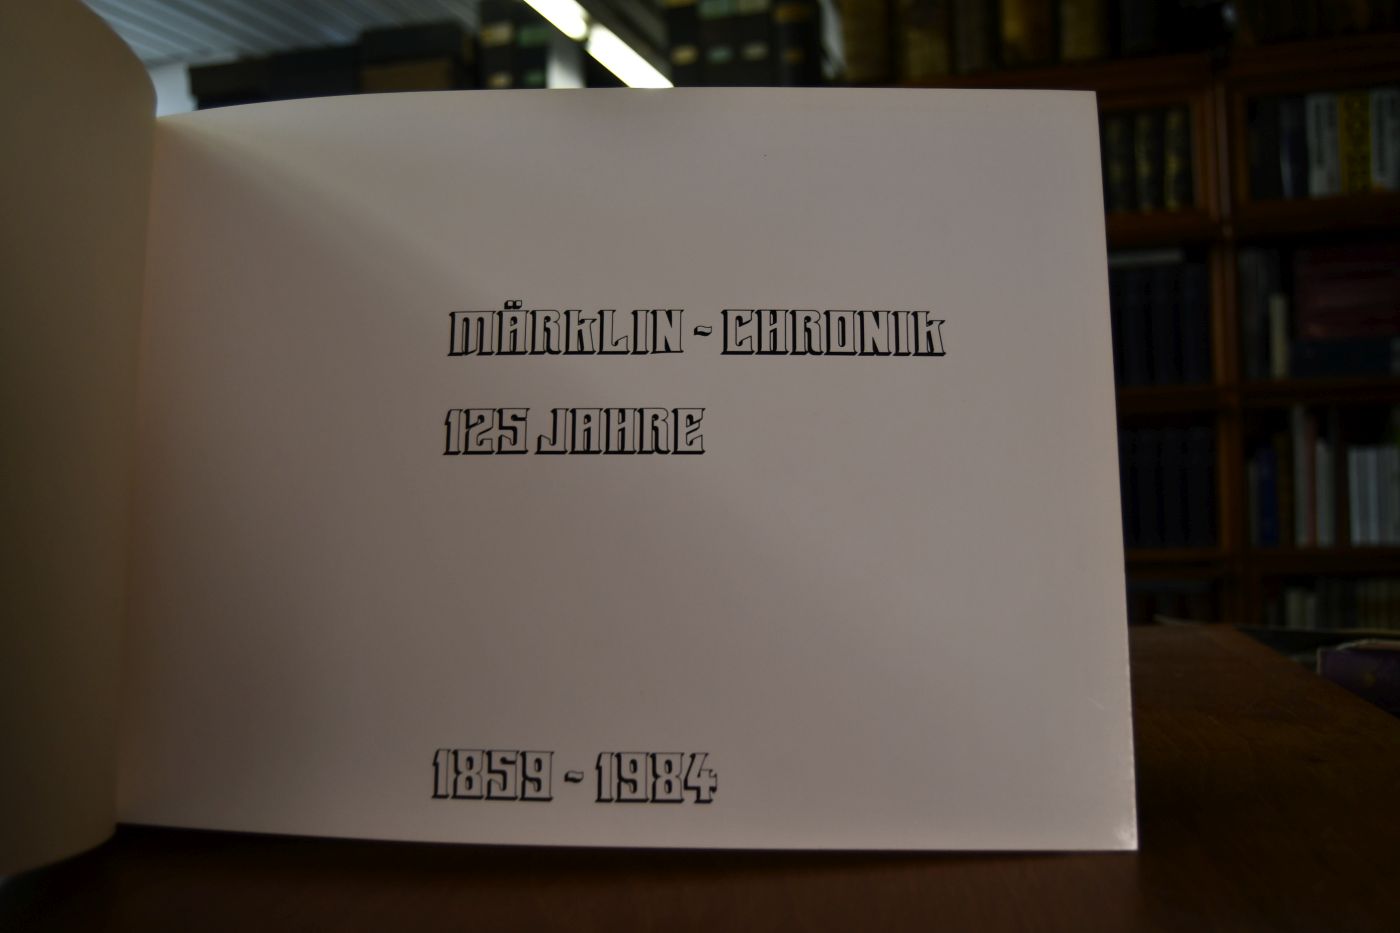 MÄRKLIN - CHRONIK
125 JAHRE
1859 - 1984